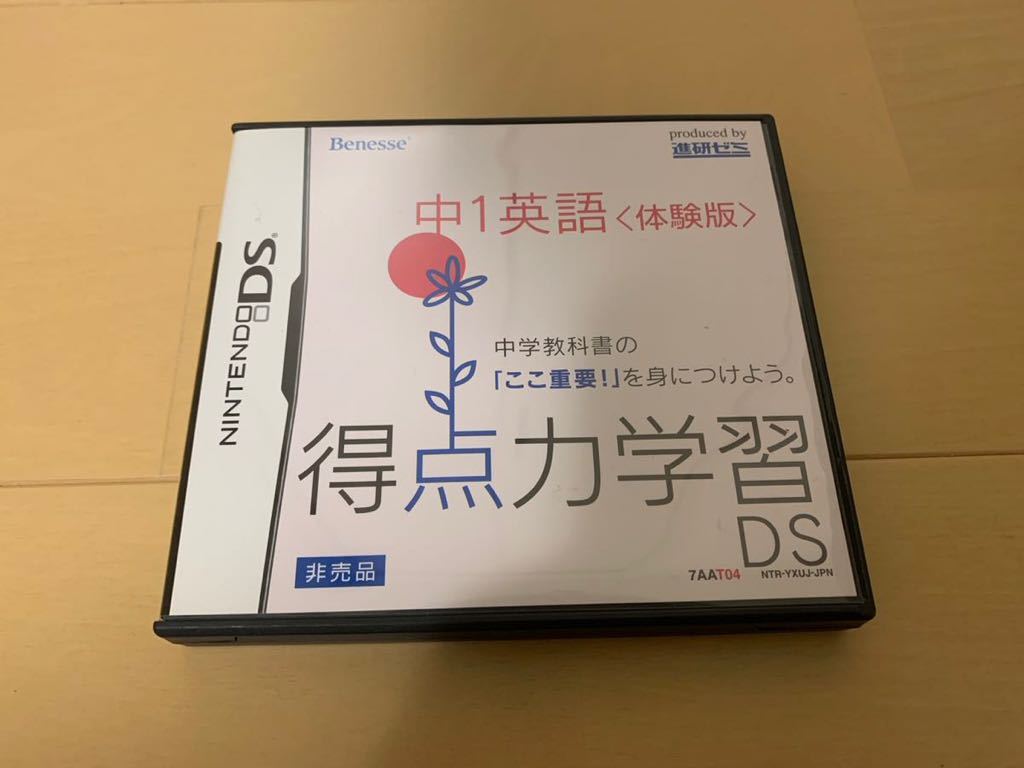 NINTENDO DS®
Benesse®
produced by
進研ゼミ
中1英語〈体験版〉
中学教科書の
「ここ重要!」を身につけよう。
得点力学習
DS
非売品
7AAT04 NTR-YXUJ-JPN